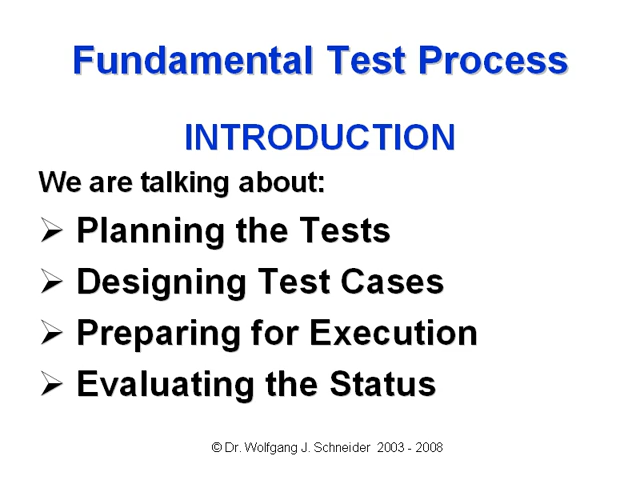 Fundamental Test Process
INTRODUCTION
We are talking about:
➢ Planning the Tests
➢ Designing Test Cases
➢ Preparing for Execution
➢ Evaluating the Status
© Dr. Wolfgang J. Schneider 2003 - 2008